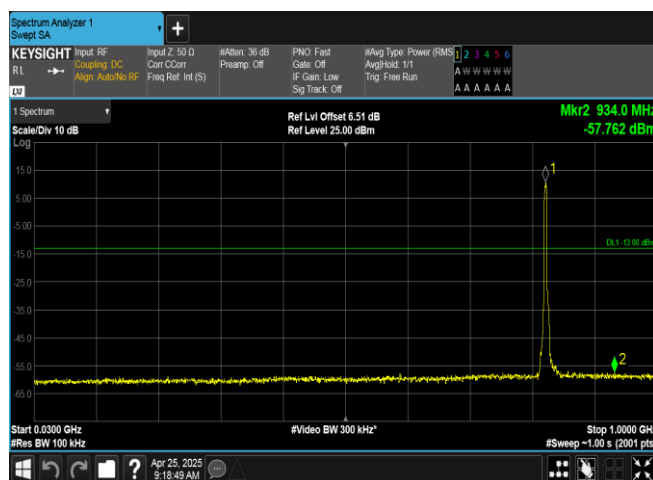 Spectrum Analyzer 1
Swept SA
KEYSIGHT
RL
LXI
Input: RF
Coupling: DC
Align: Auto/No RF
Input Z: 50 Ω
Corr CCorr
Freq Ref: Int (S)
#Atten: 36 dB
Preamp: Off
PNO: Fast
Gate: Off
IF Gain: Low
Sig Track: Off
#Avg Type: Power (RMS
Avg|Hold: 1/1
Trig: Free Run
1 2 3 4 5 6
A W W W W W
A A A A A A
1 Spectrum
Scale/Div 10 dB
Ref Lvl Offset 6.51 dB
Ref Level 25.00 dBm
Mkr2 934.0 MHz
-57.762 dBm
Log
1
15.0
5.00
-5.00
DL1 -13.00 dBm
-15.0
-25.0
-35.0
-45.0
-55.0
2
-65.0
Start 0.0300 GHz
#Res BW 100 kHz
#Video BW 300 kHz*
Stop 1.0000 GHz
#Sweep ~1.00 s (2001 pts)
Apr 25, 2025
9:18:49 AM